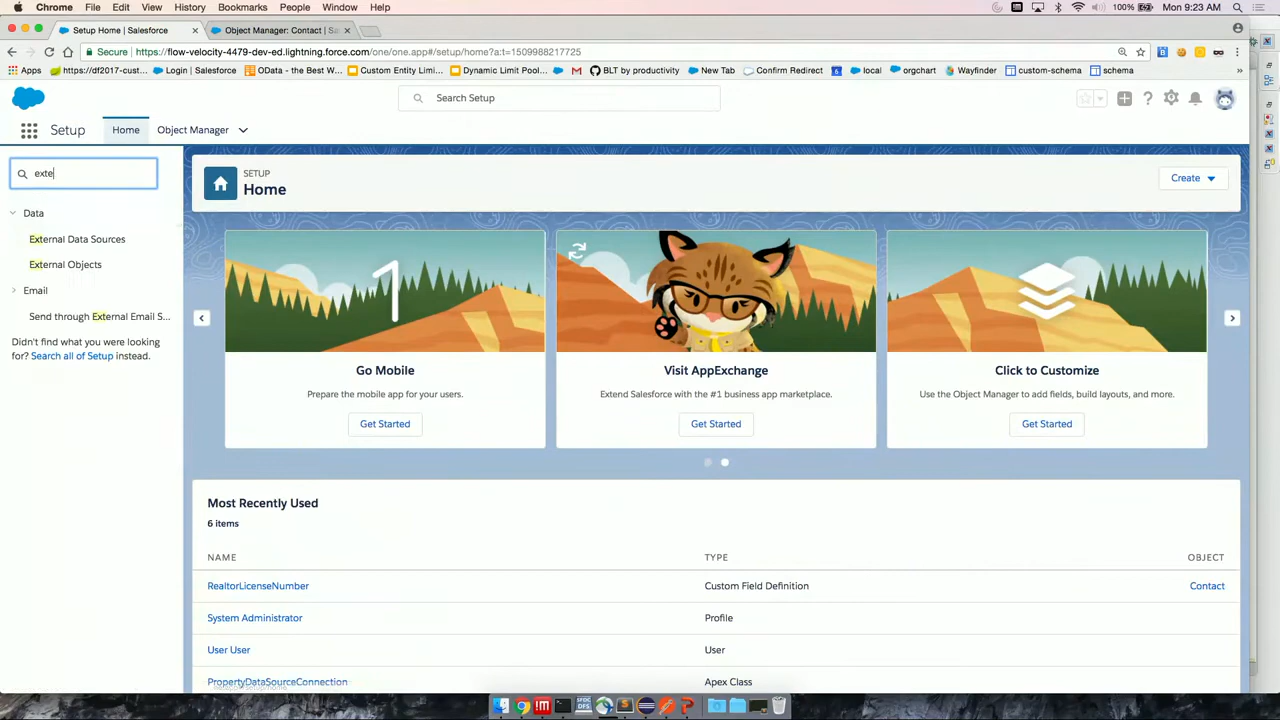 Chrome File Edit View History Bookmarks People Window Help
100% Mon 9:23 AM
Setup Home | Salesforce
Object Manager: Contact | Sal
Secure https://flow-velocity-4479-dev-ed.lightning.force.com/one/one.app#/setup/home?a:t=1509988217725
Apps https://df2017-cust... Login | Salesforce OData – the Best W... Custom Entity Limi... Dynamic Limit Pool... BLT by productivity New Tab Confirm Redirect 6 local orgchart Wayfinder custom-schema schema »
Search Setup
Setup Home Object Manager
exte
Data
External Data Sources
External Objects
Email
Send through External Email S...
Didn't find what you were looking
for? Search all of Setup instead.
SETUP
Home
Create
1
Go Mobile
Prepare the mobile app for your users.
Get Started
Visit AppExchange
Extend Salesforce with the #1 business app marketplace.
Get Started
Click to Customize
Use the Object Manager to add fields, build layouts, and more.
Get Started
Most Recently Used
6 items
NAME TYPE OBJECT
RealtorLicenseNumber Custom Field Definition Contact
System Administrator Profile
User User User
PropertyDataSourceConnection Apex Class